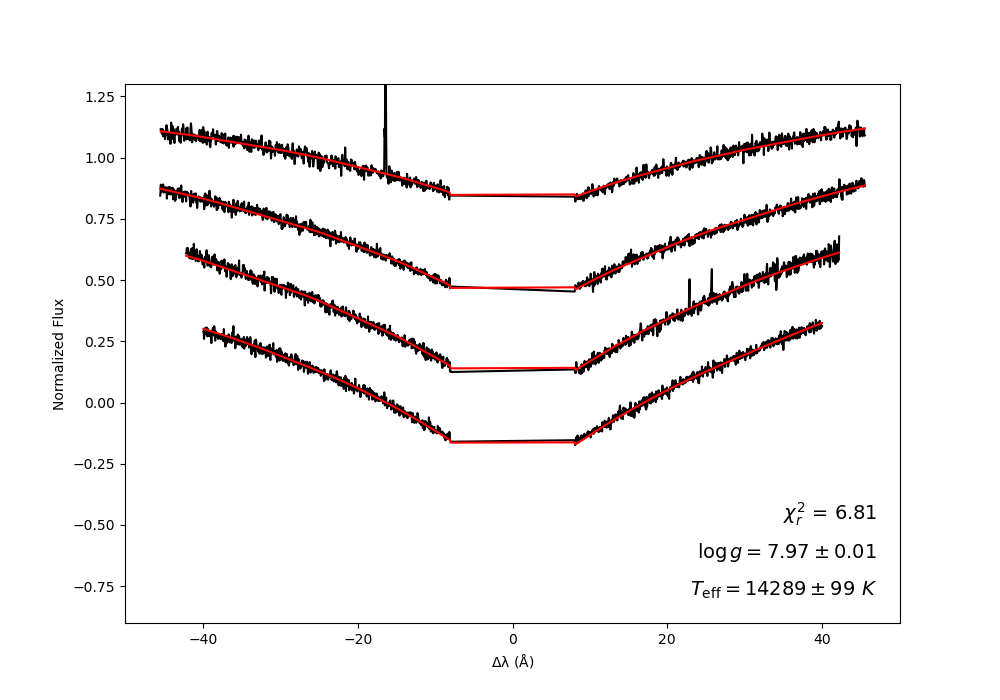 1.25
1.00
0.75
0.50
0.25
0.00
−0.25
−0.50
−0.75
Normalized Flux
χ²ᵣ = 6.81
log g = 7.97 ± 0.01
T_eff = 14289 ± 99 K
−40 −20 0 20 40
Δλ (Å)